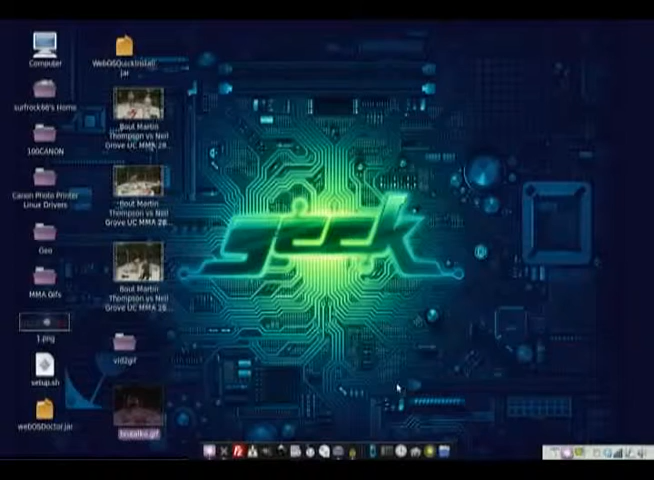 Computer
surfrock66's Home
100CANON
Canon Photo Printer
Linux Drivers
Geo
MMA Gifs
1.png
setup.sh
webOSDoctor.jar
WebOSQuickInstall.
jar
Bout Martin
Thompson vs Neil
Grove UC MMA 28...
Bout Martin
Thompson vs Neil
Grove UC MMA 28...
Bout Martin
Thompson vs Neil
Grove UC MMA 28...
vid2gif
geek